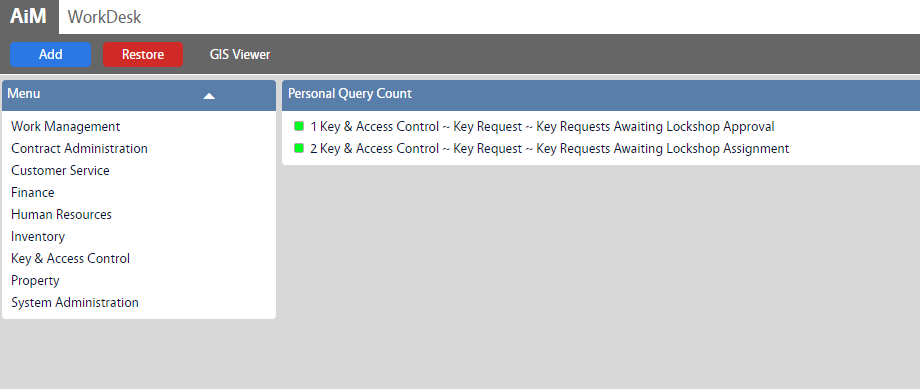 AiM WorkDesk
Add Restore GIS Viewer
Menu
Work Management
Contract Administration
Customer Service
Finance
Human Resources
Inventory
Key & Access Control
Property
System Administration
Personal Query Count
1 Key & Access Control ~ Key Request ~ Key Requests Awaiting Lockshop Approval
2 Key & Access Control ~ Key Request ~ Key Requests Awaiting Lockshop Assignment